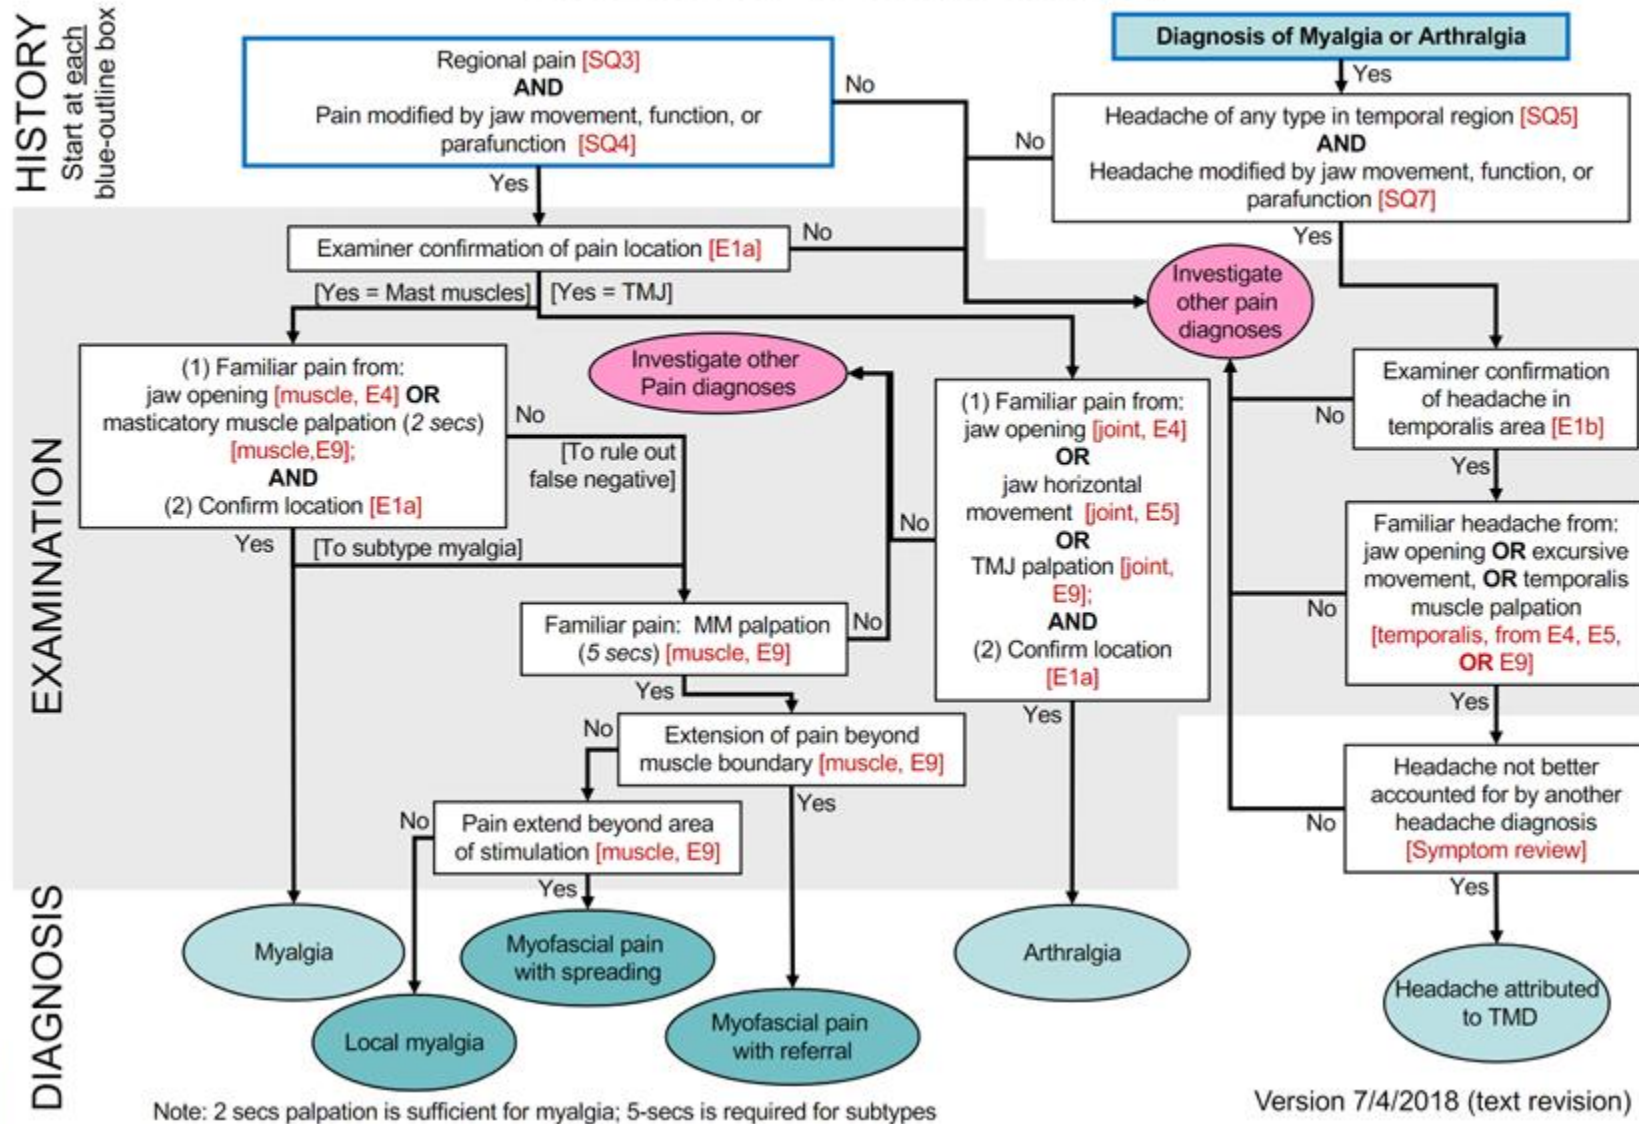 HISTORY
Start at each
blue-outline box
Regional pain [SQ3]
AND
Pain modified by jaw movement, function, or
parafunction [SQ4]
No
Yes
Diagnosis of Myalgia or Arthralgia
Yes
Headache of any type in temporal region [SQ5]
AND
Headache modified by jaw movement, function, or
parafunction [SQ7]
No
Yes
EXAMINATION
Examiner confirmation of pain location [E1a]
No
[Yes = Mast muscles]
[Yes = TMJ]
Investigate
other pain
diagnoses
(1) Familiar pain from:
jaw opening [muscle, E4] OR
masticatory muscle palpation (2 secs)
[muscle,E9];
AND
(2) Confirm location [E1a]
No
[To rule out
false negative]
Yes
[To subtype myalgia]
Investigate other
Pain diagnoses
(1) Familiar pain from:
jaw opening [joint, E4]
OR
jaw horizontal
movement [joint, E5]
OR
TMJ palpation [joint,
E9];
AND
(2) Confirm location
[E1a]
No
Yes
Examiner confirmation
of headache in
temporalis area [E1b]
No
Yes
Familiar headache from:
jaw opening OR excursive
movement, OR temporalis
muscle palpation
[temporalis, from E4, E5,
OR E9]
No
Yes
Familiar pain: MM palpation
(5 secs) [muscle, E9]
No
Yes
Extension of pain beyond
muscle boundary [muscle, E9]
No
Yes
Pain extend beyond area
of stimulation [muscle, E9]
No
Yes
Headache not better
accounted for by another
headache diagnosis
[Symptom review]
No
Yes
DIAGNOSIS
Myalgia
Local myalgia
Myofascial pain
with spreading
Myofascial pain
with referral
Arthralgia
Headache attributed
to TMD
Note: 2 secs palpation is sufficient for myalgia; 5-secs is required for subtypes
Version 7/4/2018 (text revision)